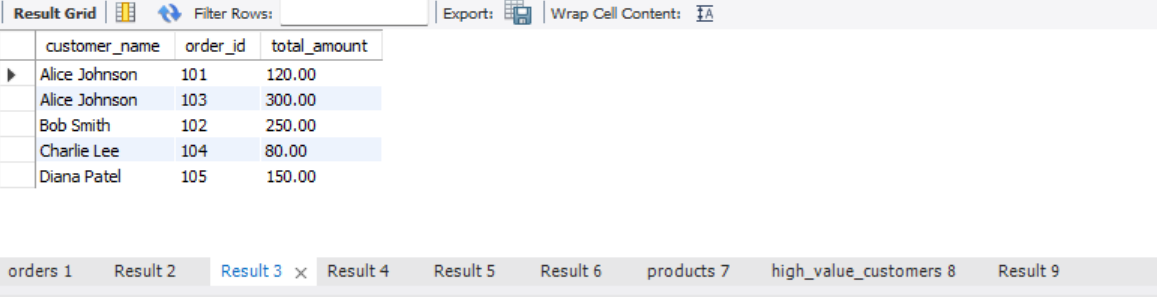 Result Grid Filter Rows: Export: Wrap Cell Content: IA
customer_name order_id total_amount
Alice Johnson 101 120.00
Alice Johnson 103 300.00
Bob Smith 102 250.00
Charlie Lee 104 80.00
Diana Patel 105 150.00
orders 1 Result 2 Result 3 × Result 4 Result 5 Result 6 products 7 high_value_customers 8 Result 9